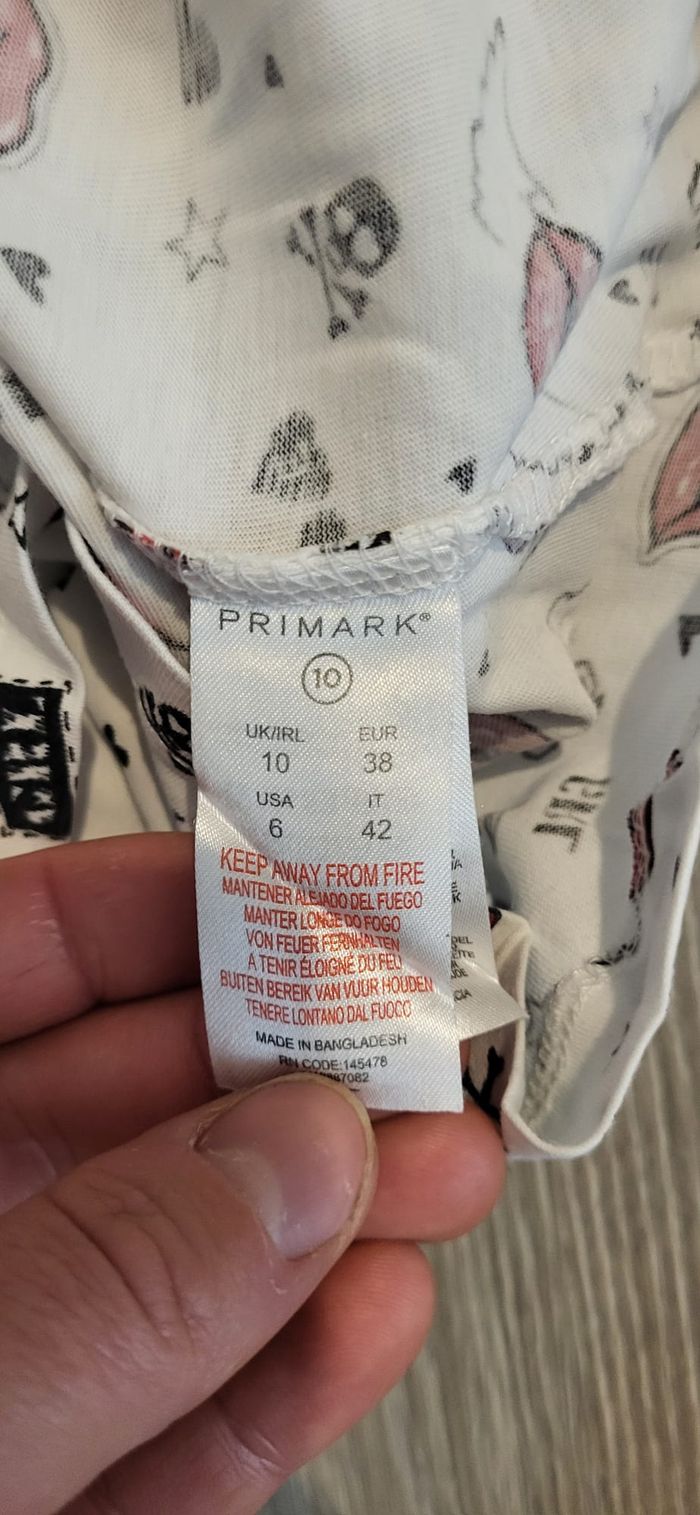 PRIMARK®
10
UK/IRL EUR
10 38
USA IT
6 42
KEEP AWAY FROM FIRE
MANTENER ALEJADO DEL FUEGO
MANTER LONGE DO FOGO
VON FEUER FERNHALTEN
A TENIR ÉLOIGNÉ DU FEU
BUITEN BEREIK VAN VUUR HOUDEN
TENERE LONTANO DAL FUOCO
MADE IN BANGLADESH
RN CODE:145478